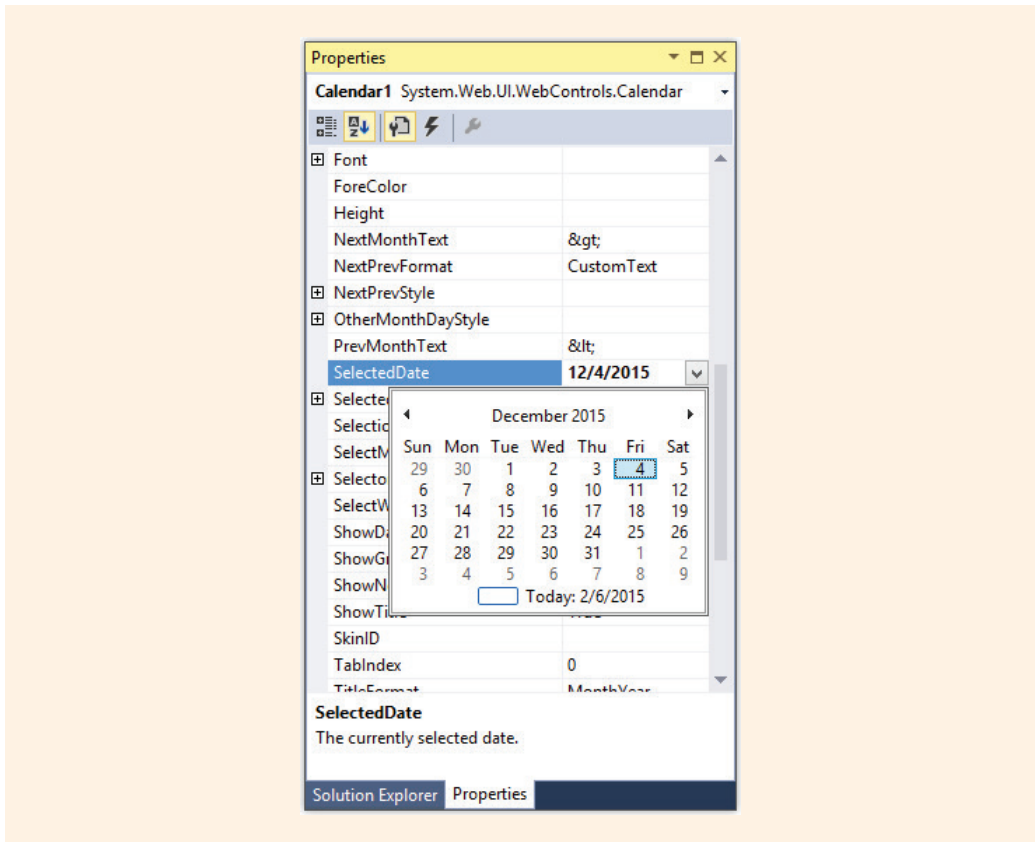 Properties
Calendar1 System.Web.UI.WebControls.Calendar
Font
ForeColor
Height
NextMonthText &gt;
NextPrevFormat CustomText
NextPrevStyle
OtherMonthDayStyle
PrevMonthText &lt;
SelectedDate 12/4/2015
December 2015
Sun Mon Tue Wed Thu Fri Sat
29 30 1 2 3 4 5
6 7 8 9 10 11 12
13 14 15 16 17 18 19
20 21 22 23 24 25 26
27 28 29 30 31 1 2
3 4 5 6 7 8 9
Today: 2/6/2015
SkinID
TabIndex 0
TitleFormat MonthYear
SelectedDate
The currently selected date.
Solution Explorer Properties